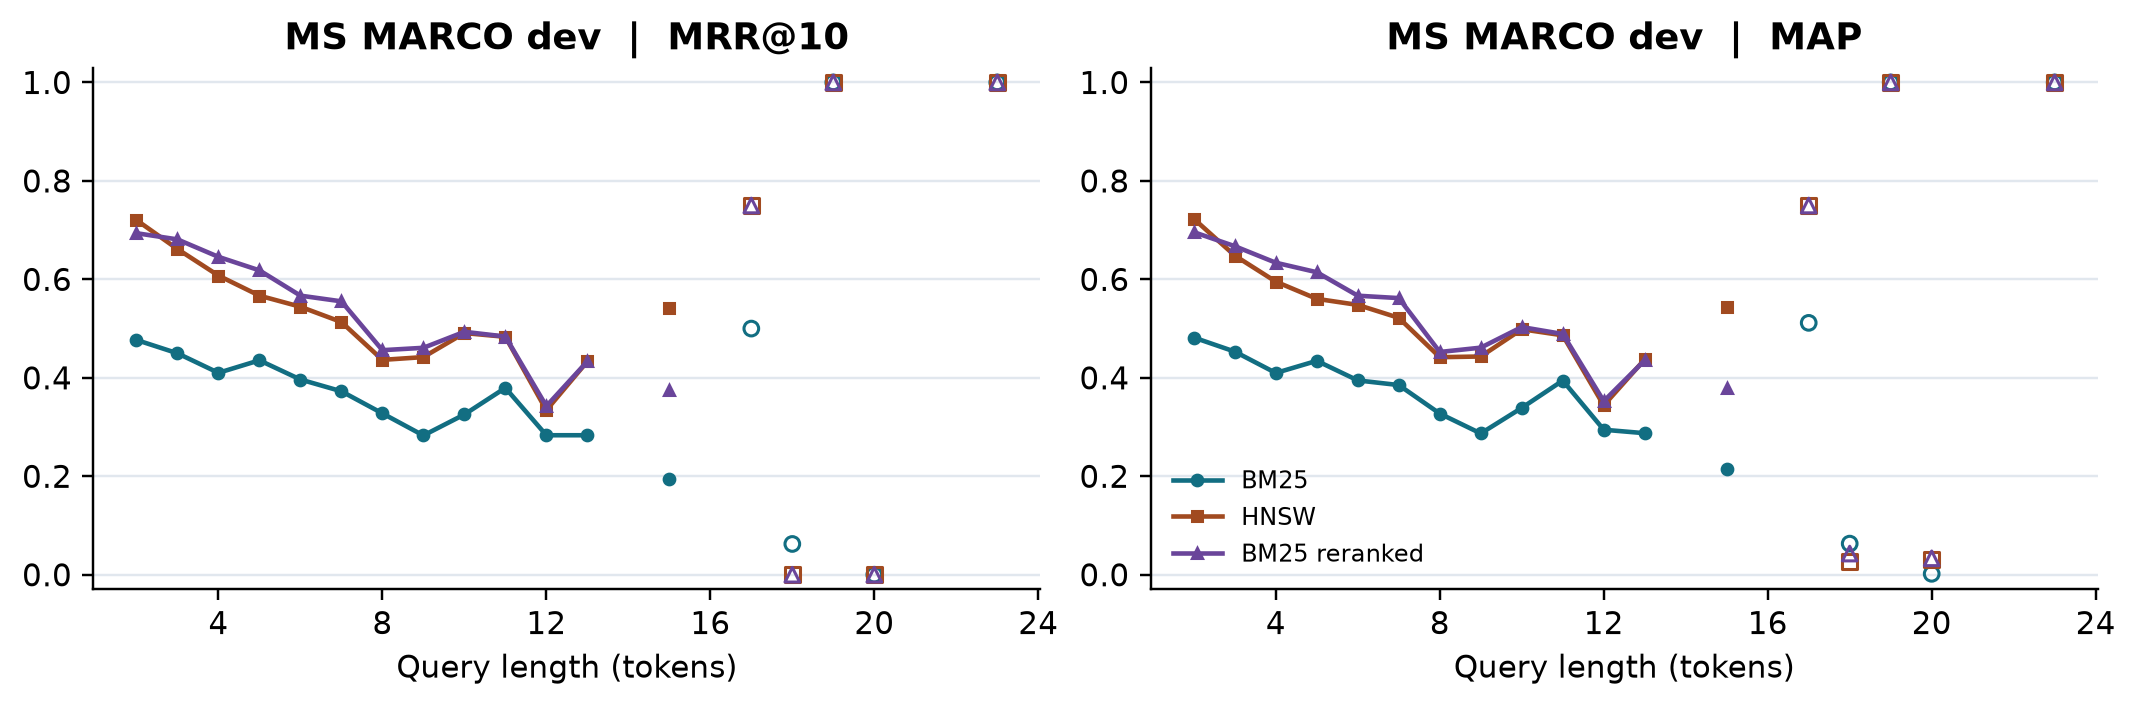 MS MARCO dev | MRR@10
1.0
0.8
0.6
0.4
0.2
0.0
4 8 12 16 20 24
Query length (tokens)
MS MARCO dev | MAP
1.0
0.8
0.6
0.4
0.2
0.0
BM25
HNSW
BM25 reranked
4 8 12 16 20 24
Query length (tokens)